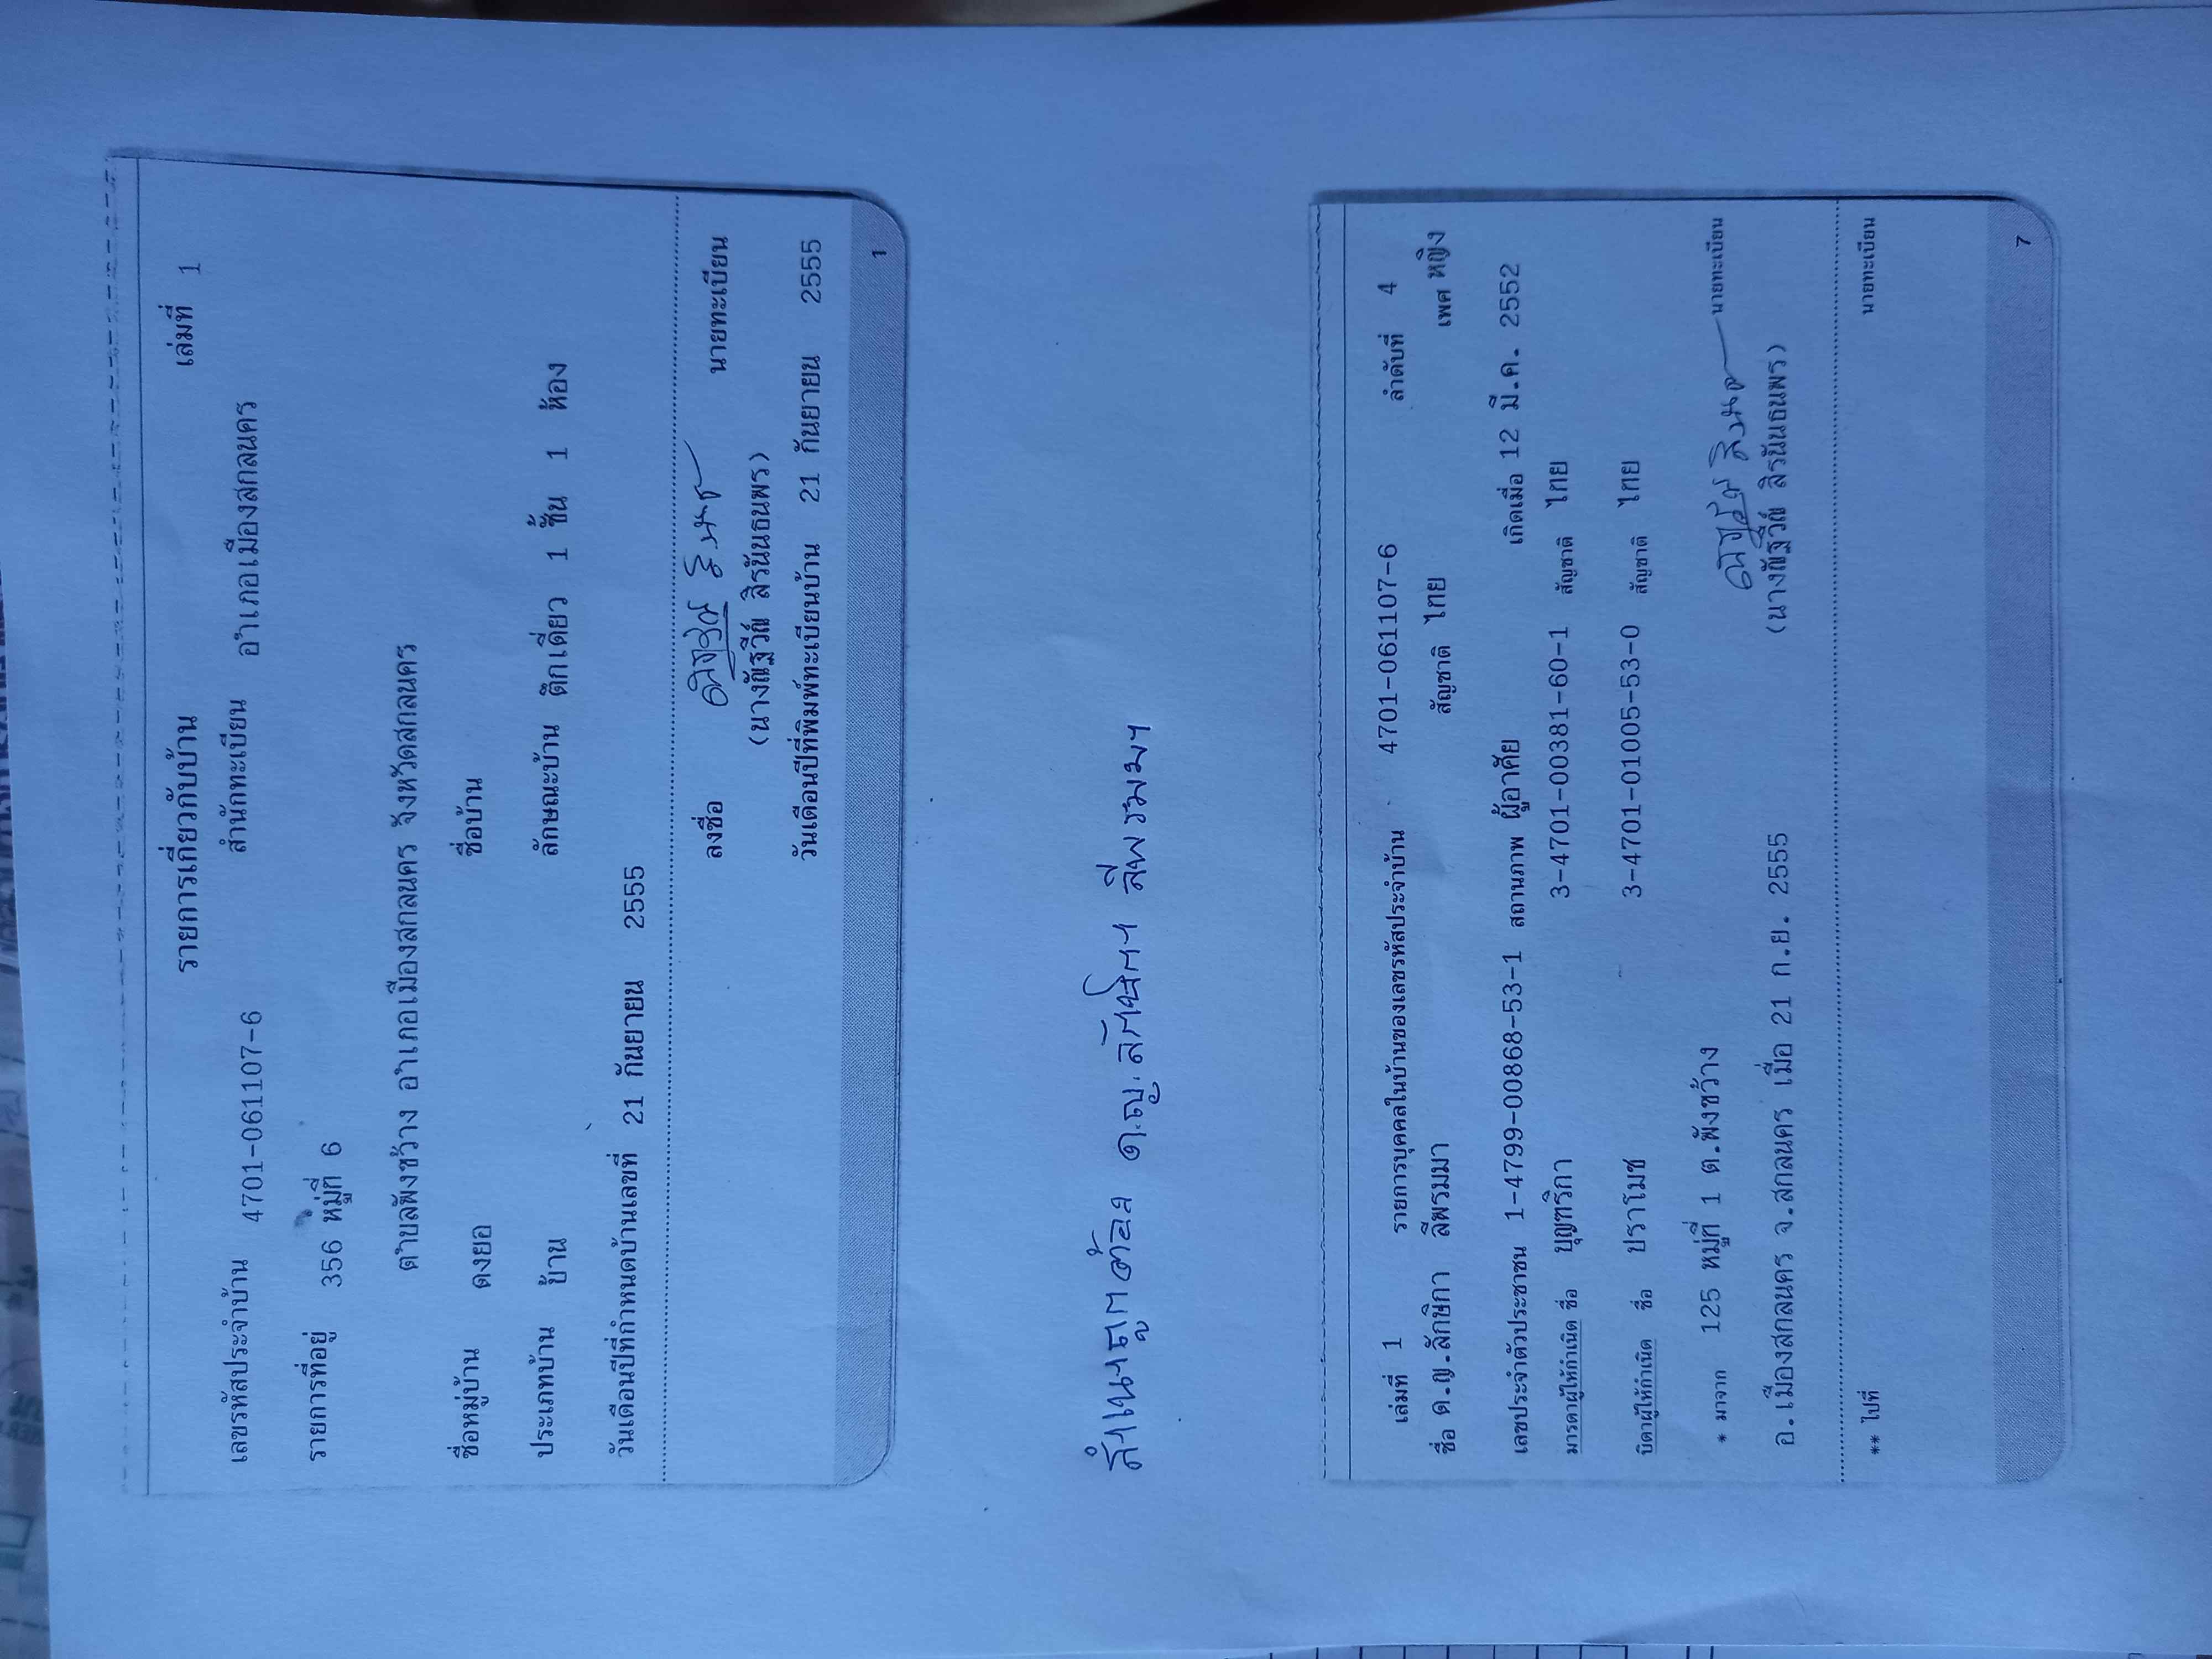 รายการเกี่ยวกับบ้าน เล่มที่ 1
เลขรหัสประจำบ้าน 4701-061107-6 สำนักทะเบียน อำเภอเมืองสกลนคร
รายการที่อยู่ 356 หมู่ที่ 6
ตำบลพังขว้าง อำเภอเมืองสกลนคร จังหวัดสกลนคร
ชื่อหมู่บ้าน ดงยอ ชื่อบ้าน
ประเภทบ้าน บ้าน ลักษณะบ้าน ตึกเดี่ยว 1 ชั้น 1 ห้อง
วันเดือนปีที่กำหนดบ้านเลขที่ 21 กันยายน 2555
ลงชื่อ นายทะเบียน
(นางณัฐวีณ์ สิรนันธนพร)
วันเดือนปีที่พิมพ์ทะเบียนบ้าน 21 กันยายน 2555
1
สำเนาถูกต้อง ด.ญ.ลักษิกา ลีพรมมา
เล่มที่ 1 รายการบุคคลในบ้านของเลขรหัสประจำบ้าน 4701-061107-6 ลำดับที่ 4
ชื่อ ด.ญ.ลักษิกา ลีพรมมา สัญชาติ ไทย เพศ หญิง
เลขประจำตัวประชาชน 1-4799-00868-53-1 สถานภาพ ผู้อาศัย เกิดเมื่อ 12 มี.ค. 2552
มารดาผู้ให้กำเนิด ชื่อ บุญฑริกา 3-4701-00381-60-1 สัญชาติ ไทย
บิดาผู้ให้กำเนิด ชื่อ ปราโมช 3-4701-01005-53-0 สัญชาติ ไทย
* มาจาก 125 หมู่ที่ 1 ต.พังขว้าง
นายทะเบียน
อ.เมืองสกลนคร จ.สกลนคร เมื่อ 21 ก.ย. 2555 (นางณัฐวีณ์ สิรนันธนพร)
** ไปที่ นายทะเบียน
7